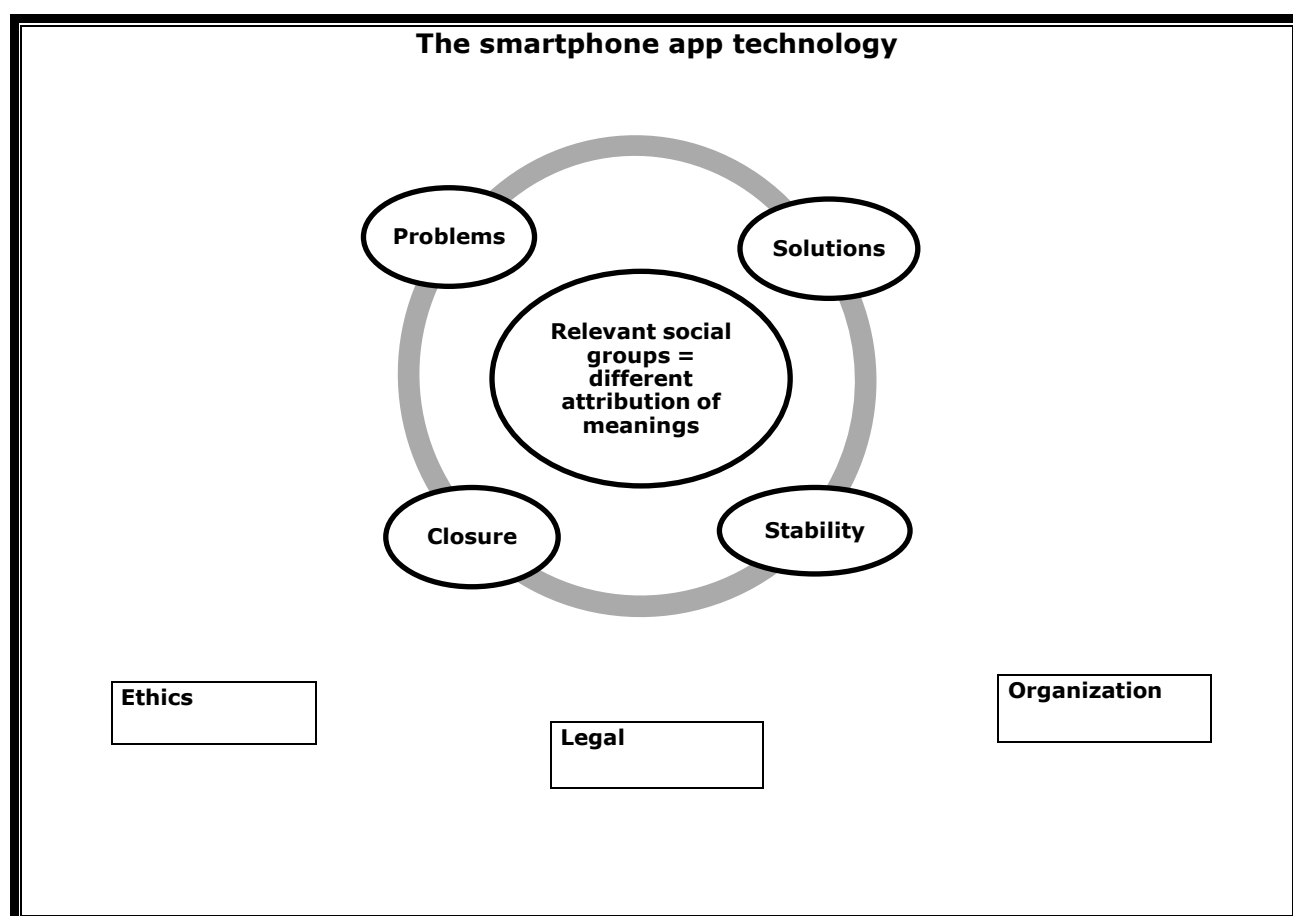 The smartphone app technology
Problems
Solutions
Relevant social
groups =
different
attribution of
meanings
Closure
Stability
Ethics
Legal
Organization